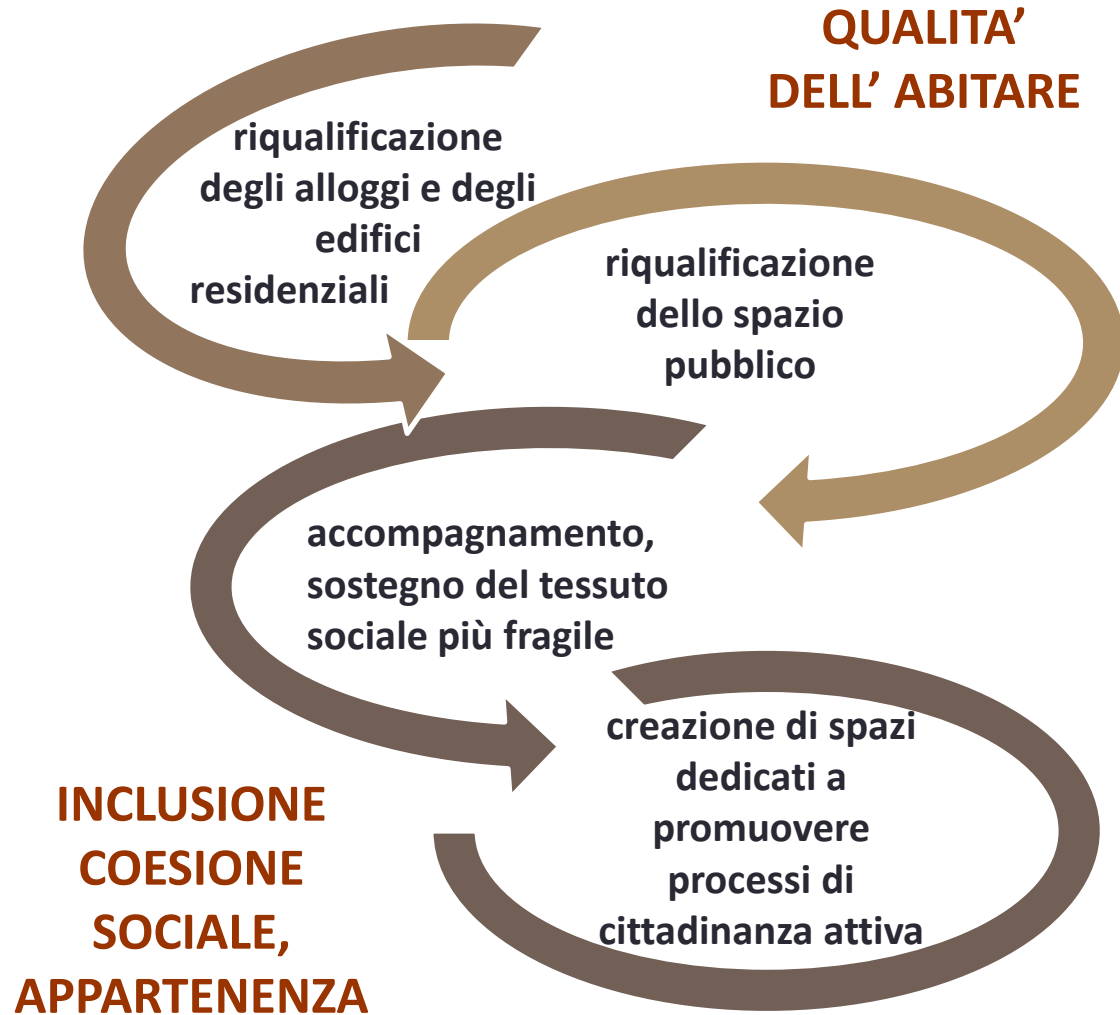 QUALITA’
DELL’ ABITARE
riqualificazione
degli alloggi e degli
edifici
residenziali
riqualificazione
dello spazio
pubblico
accompagnamento,
sostegno del tessuto
sociale più fragile
creazione di spazi
dedicati a
promuovere
processi di
cittadinanza attiva
INCLUSIONE
COESIONE
SOCIALE,
APPARTENENZA